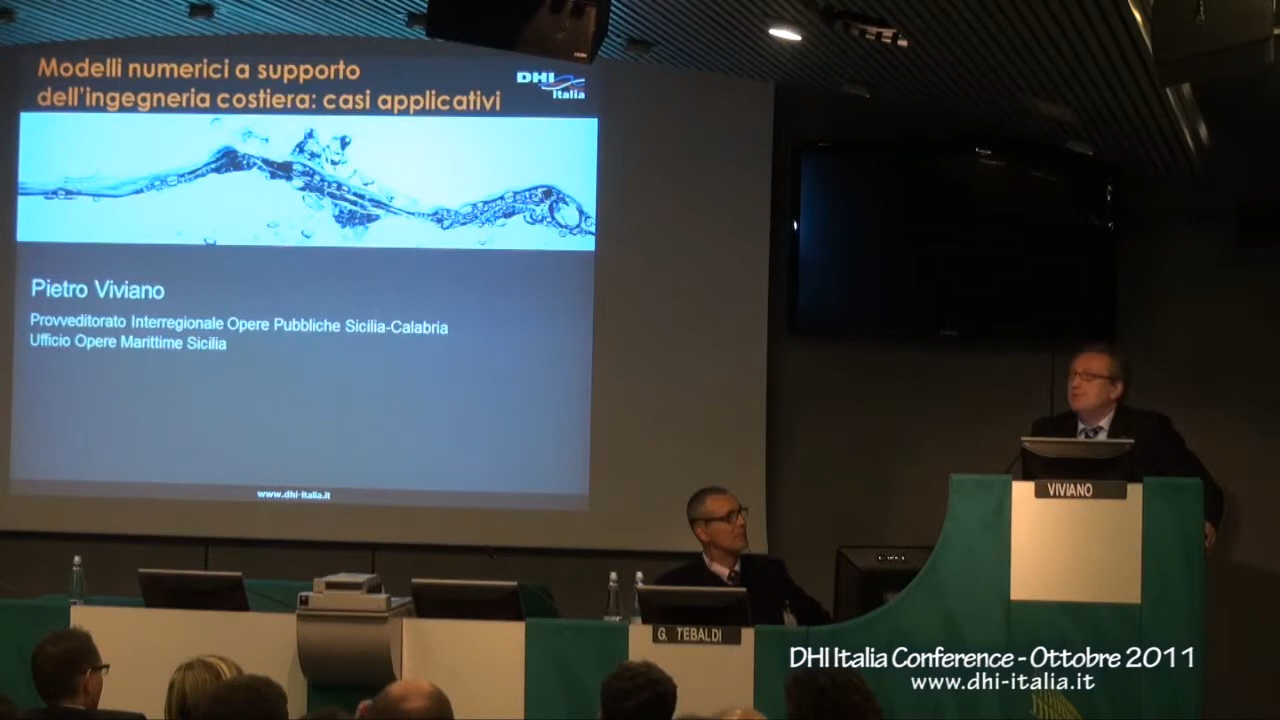 Modelli numerici a supporto
dell'ingegneria costiera: casi applicativi
DHI
Italia
Pietro Viviano
Provveditorato Interregionale Opere Pubbliche Sicilia-Calabria
Ufficio Opere Marittime Sicilia
www.dhi-italia.it
VIVIANO
G. TEBALDI
DHI Italia Conference - Ottobre 2011
www.dhi-italia.it